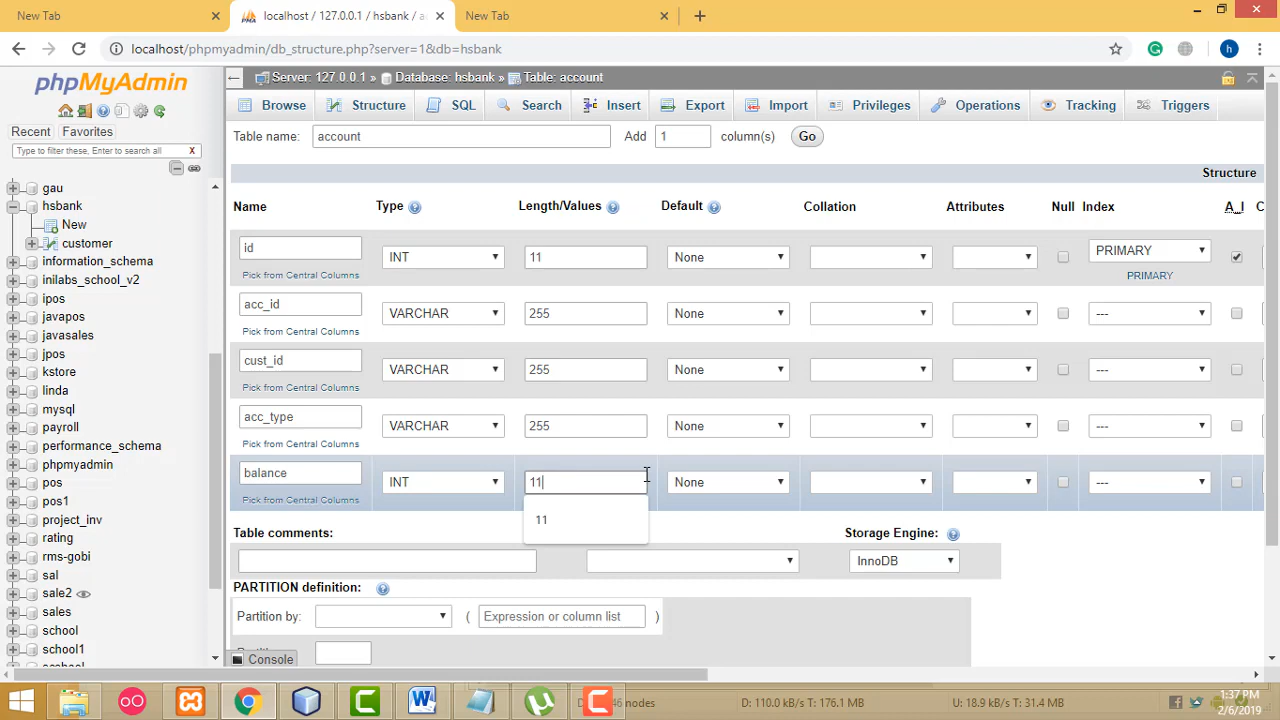 New Tab
localhost / 127.0.0.1 / hsbank / a
New Tab
localhost/phpmyadmin/db_structure.php?server=1&db=hsbank
h
phpMyAdmin
Recent
Favorites
Type to filter these, Enter to search all
X
gau
hsbank
New
customer
information_schema
inilabs_school_v2
ipos
javapos
javasales
jpos
kstore
linda
mysql
payroll
performance_schema
phpmyadmin
pos
pos1
project_inv
rating
rms-gobi
sal
sale2
sales
school
school1
Server: 127.0.0.1 » Database: hsbank » Table: account
Browse
Structure
SQL
Search
Insert
Export
Import
Privileges
Operations
Tracking
Triggers
Table name: account Add 1 column(s) Go
Structure
Name Type Length/Values Default Collation Attributes Null Index A_I C
id INT 11 None PRIMARY
Pick from Central Columns PRIMARY
acc_id VARCHAR 255 None ---
Pick from Central Columns
cust_id VARCHAR 255 None ---
Pick from Central Columns
acc_type VARCHAR 255 None ---
Pick from Central Columns
balance INT 11 None ---
Pick from Central Columns
11
Table comments: Storage Engine:
InnoDB
PARTITION definition:
Partition by: ( Expression or column list )
Console
nodes
D: 110.0 kB/s T: 176.1 MB
U: 18.9 kB/s T: 31.4 MB
1:37 PM
2/6/2019